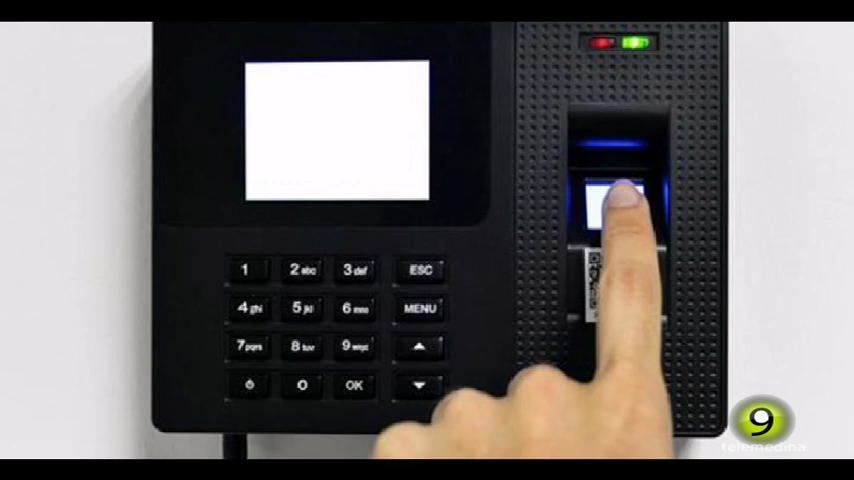 1 2abc 3def ESC
4ghi 5jkl 6mno MENU
7pqrs 8tuv 9wxyz
0 OK
9
telemedina